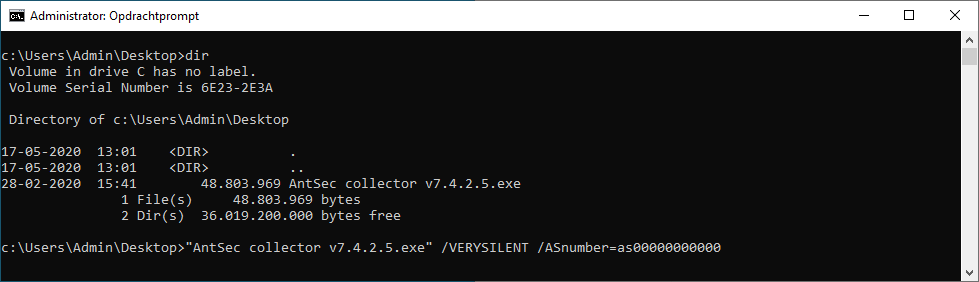 Administrator: Opdrachtprompt
c:\Users\Admin\Desktop>dir
 Volume in drive C has no label.
 Volume Serial Number is 6E23-2E3A
 Directory of c:\Users\Admin\Desktop
17-05-2020  13:01    <DIR>          .
17-05-2020  13:01    <DIR>          ..
28-02-2020  15:41        48.803.969 AntSec collector v7.4.2.5.exe
               1 File(s)     48.803.969 bytes
               2 Dir(s)  36.019.200.000 bytes free
c:\Users\Admin\Desktop>"AntSec collector v7.4.2.5.exe" /VERYSILENT /ASnumber=as00000000000